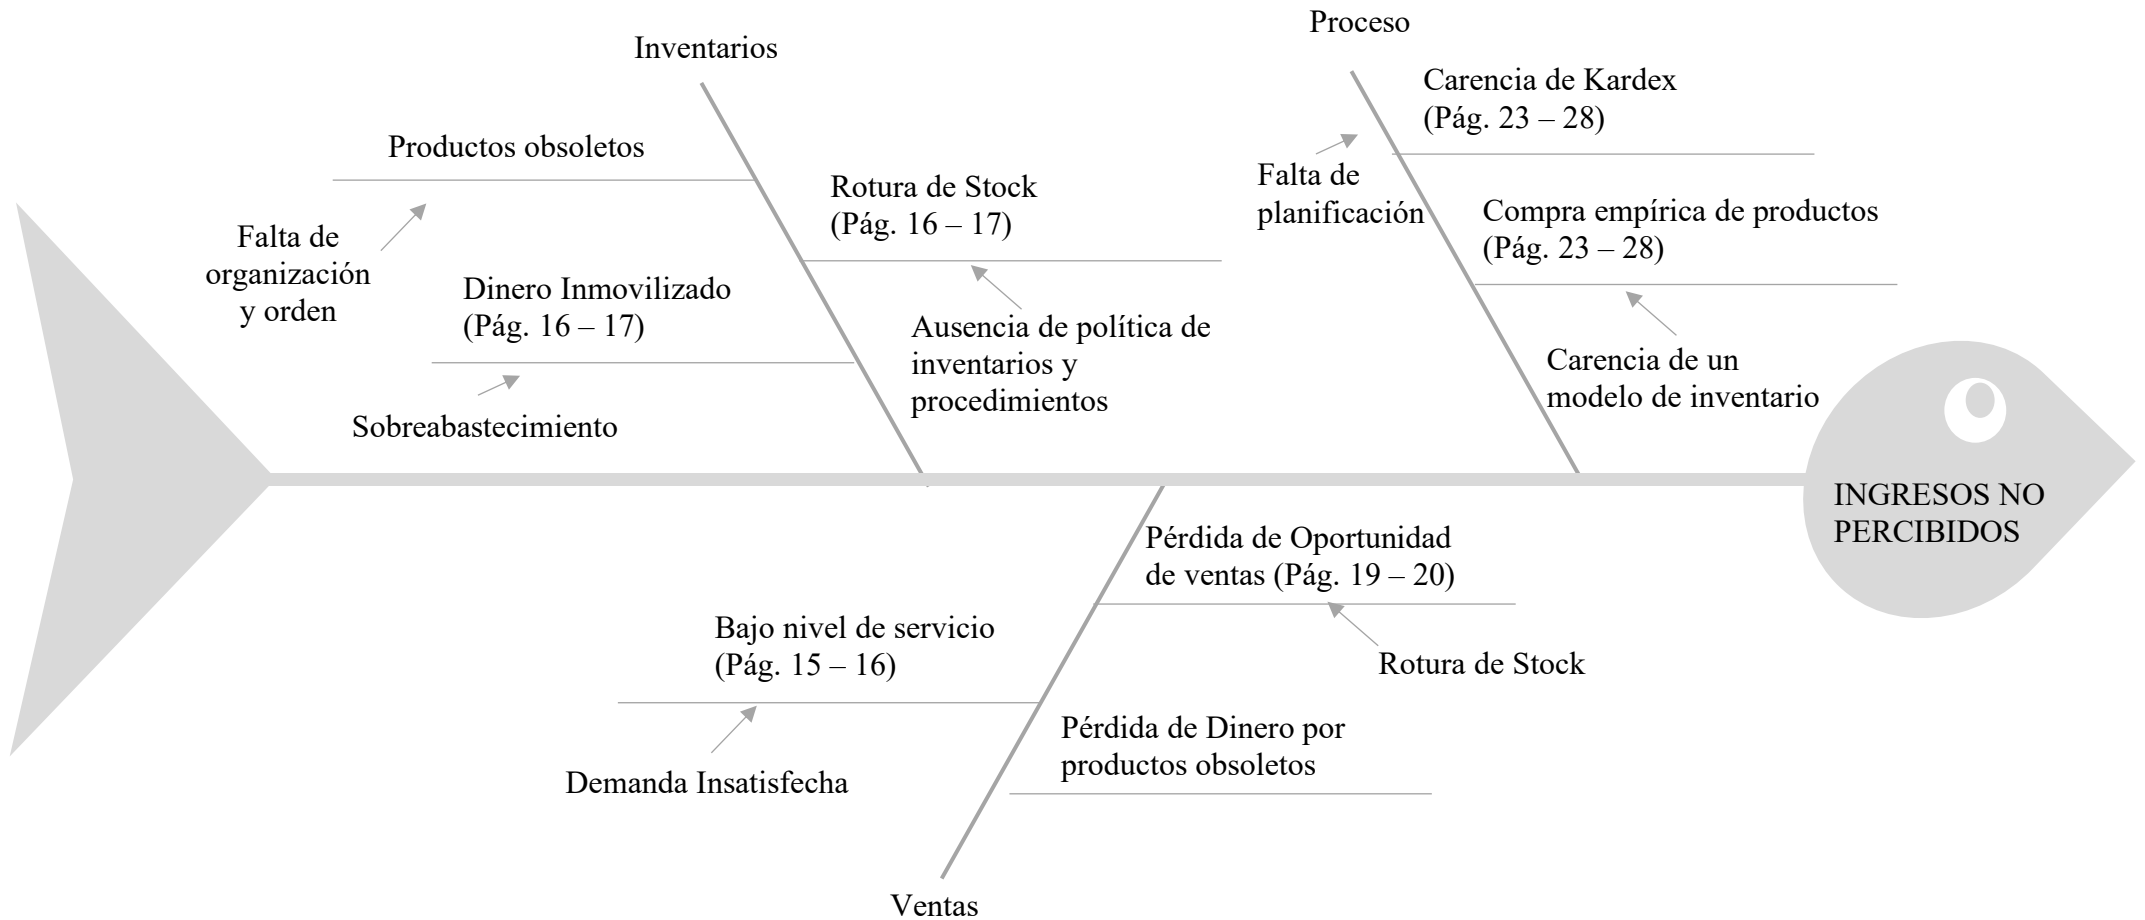 Inventarios
Productos obsoletos
Falta de
organización
y orden
Dinero Inmovilizado
(Pág. 16 – 17)
Sobreabastecimiento
Rotura de Stock
(Pág. 16 – 17)
Ausencia de política de
inventarios y
procedimientos
Proceso
Carencia de Kardex
(Pág. 23 – 28)
Falta de
planificación
Compra empírica de productos
(Pág. 23 – 28)
Carencia de un
modelo de inventario
INGRESOS NO
PERCIBIDOS
Pérdida de Oportunidad
de ventas (Pág. 19 – 20)
Rotura de Stock
Bajo nivel de servicio
(Pág. 15 – 16)
Demanda Insatisfecha
Pérdida de Dinero por
productos obsoletos
Ventas